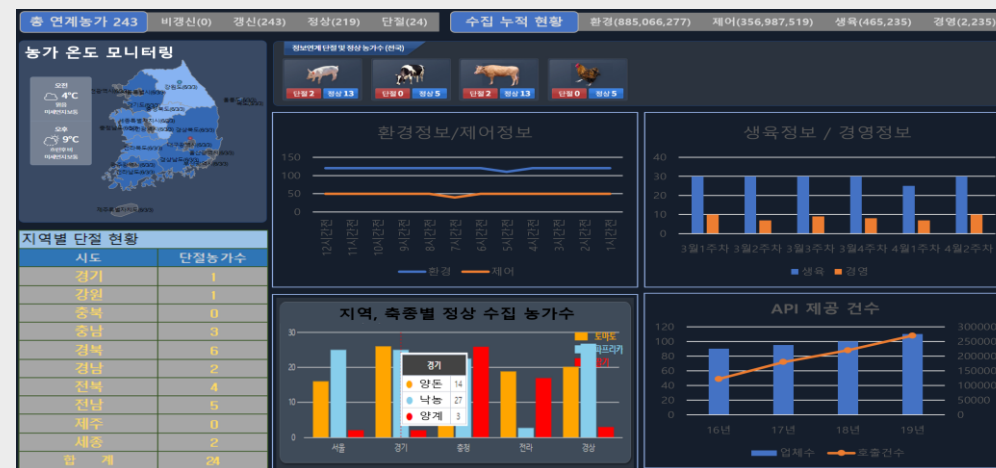 총 연계농가 243 비갱신(0) 갱신(243) 정상(219) 단절(24) 수집 누적 현황 환경(885,066,277) 제어(356,987,519) 생육(465,235) 경영(2,235)
농가 온도 모니터링
오전
4°C
오후
9°C
정보연계 단절 및 정상 농가수(전국)
단절 2 정상 13 단절 0 정상 5 단절 2 정상 13 단절 0 정상 5
지역별 단절 현황
시도 단절농가수
경기 1
강원 1
충북 0
충남 3
경북 6
경남 2
전북 4
전남 5
제주 0
세종 2
합 계 24
환경정보/제어정보
150
100
50
0
12시간전 11시간전 10시간전 9시간전 8시간전 7시간전 6시간전 5시간전 4시간전 3시간전 2시간전 1시간전
환경 제어
생육정보 / 경영정보
40
30
20
10
0
3월1주차 3월2주차 3월3주차 3월4주차 4월1주차 4월2주차
생육 경영
지역, 축종별 정상 수집 농가수
30
20
10
0
토마토
경기
양돈 14
낙농 27
양계 3
서울 경기 충청 전라 경상
API 제공 건수
120
100
80
60
40
20
0
300000
250000
200000
150000
100000
50000
0
16년 17년 18년 19년
업체수 호출건수